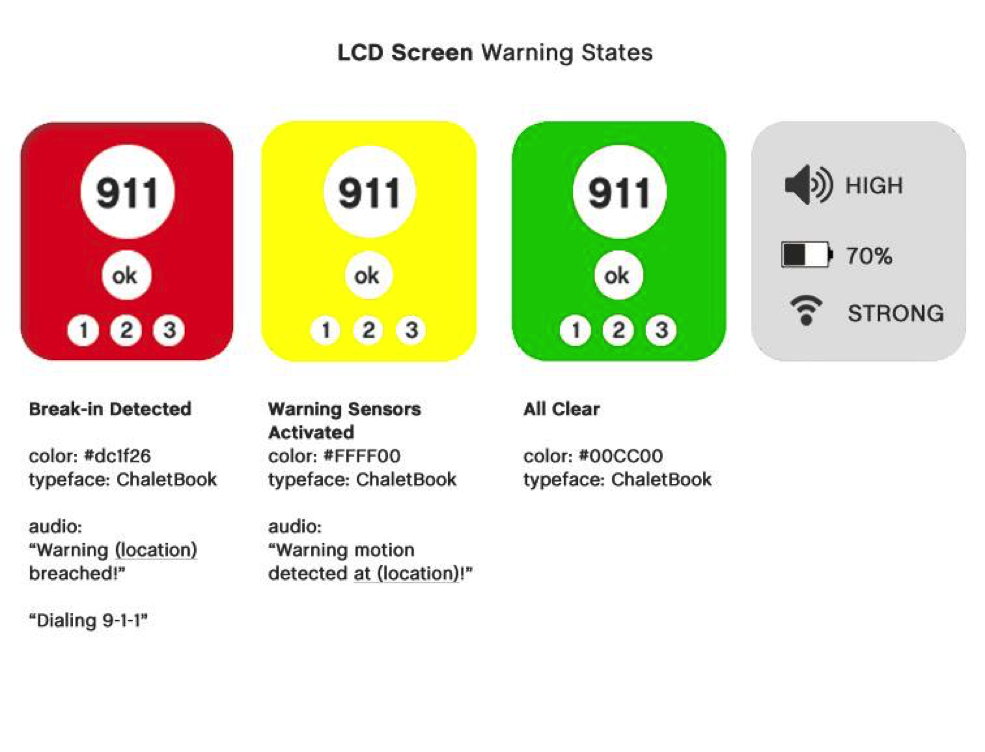 LCD Screen Warning States
911
ok
1 2 3
911
ok
1 2 3
911
ok
1 2 3
HIGH
70%
STRONG
Break-in Detected
color: #dc1f26
typeface: ChaletBook
audio:
“Warning (location)
breached!”
“Dialing 9-1-1”
Warning Sensors
Activated
color: #FFFF00
typeface: ChaletBook
audio:
“Warning motion
detected at (location)!”
All Clear
color: #00CC00
typeface: ChaletBook